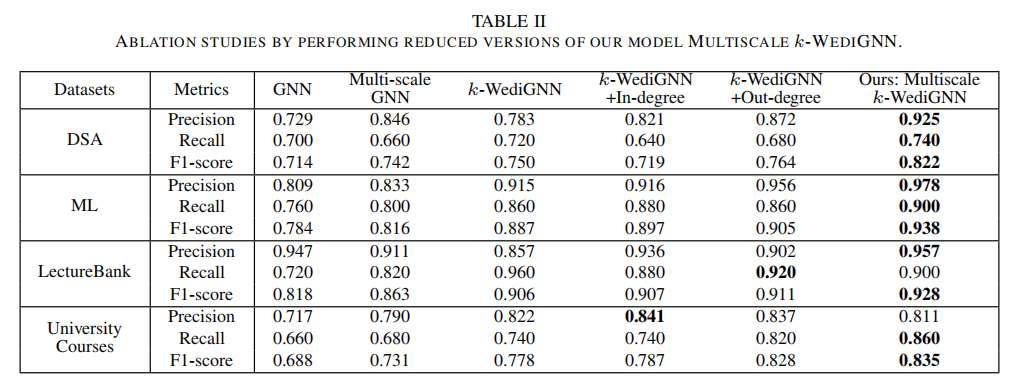 TABLE II
ABLATION STUDIES BY PERFORMING REDUCED VERSIONS OF OUR MODEL MULTISCALE k-WEDIGNN.
Datasets Metrics GNN Multi-scale GNN k-WediGNN k-WediGNN +In-degree k-WediGNN +Out-degree Ours: Multiscale k-WediGNN
DSA Precision 0.729 0.846 0.783 0.821 0.872 0.925
Recall 0.700 0.660 0.720 0.640 0.680 0.740
F1-score 0.714 0.742 0.750 0.719 0.764 0.822
ML Precision 0.809 0.833 0.915 0.916 0.956 0.978
Recall 0.760 0.800 0.860 0.880 0.860 0.900
F1-score 0.784 0.816 0.887 0.897 0.905 0.938
LectureBank Precision 0.947 0.911 0.857 0.936 0.902 0.957
Recall 0.720 0.820 0.960 0.880 0.920 0.900
F1-score 0.818 0.863 0.906 0.907 0.911 0.928
University Courses Precision 0.717 0.790 0.822 0.841 0.837 0.811
Recall 0.660 0.680 0.740 0.740 0.820 0.860
F1-score 0.688 0.731 0.778 0.787 0.828 0.835